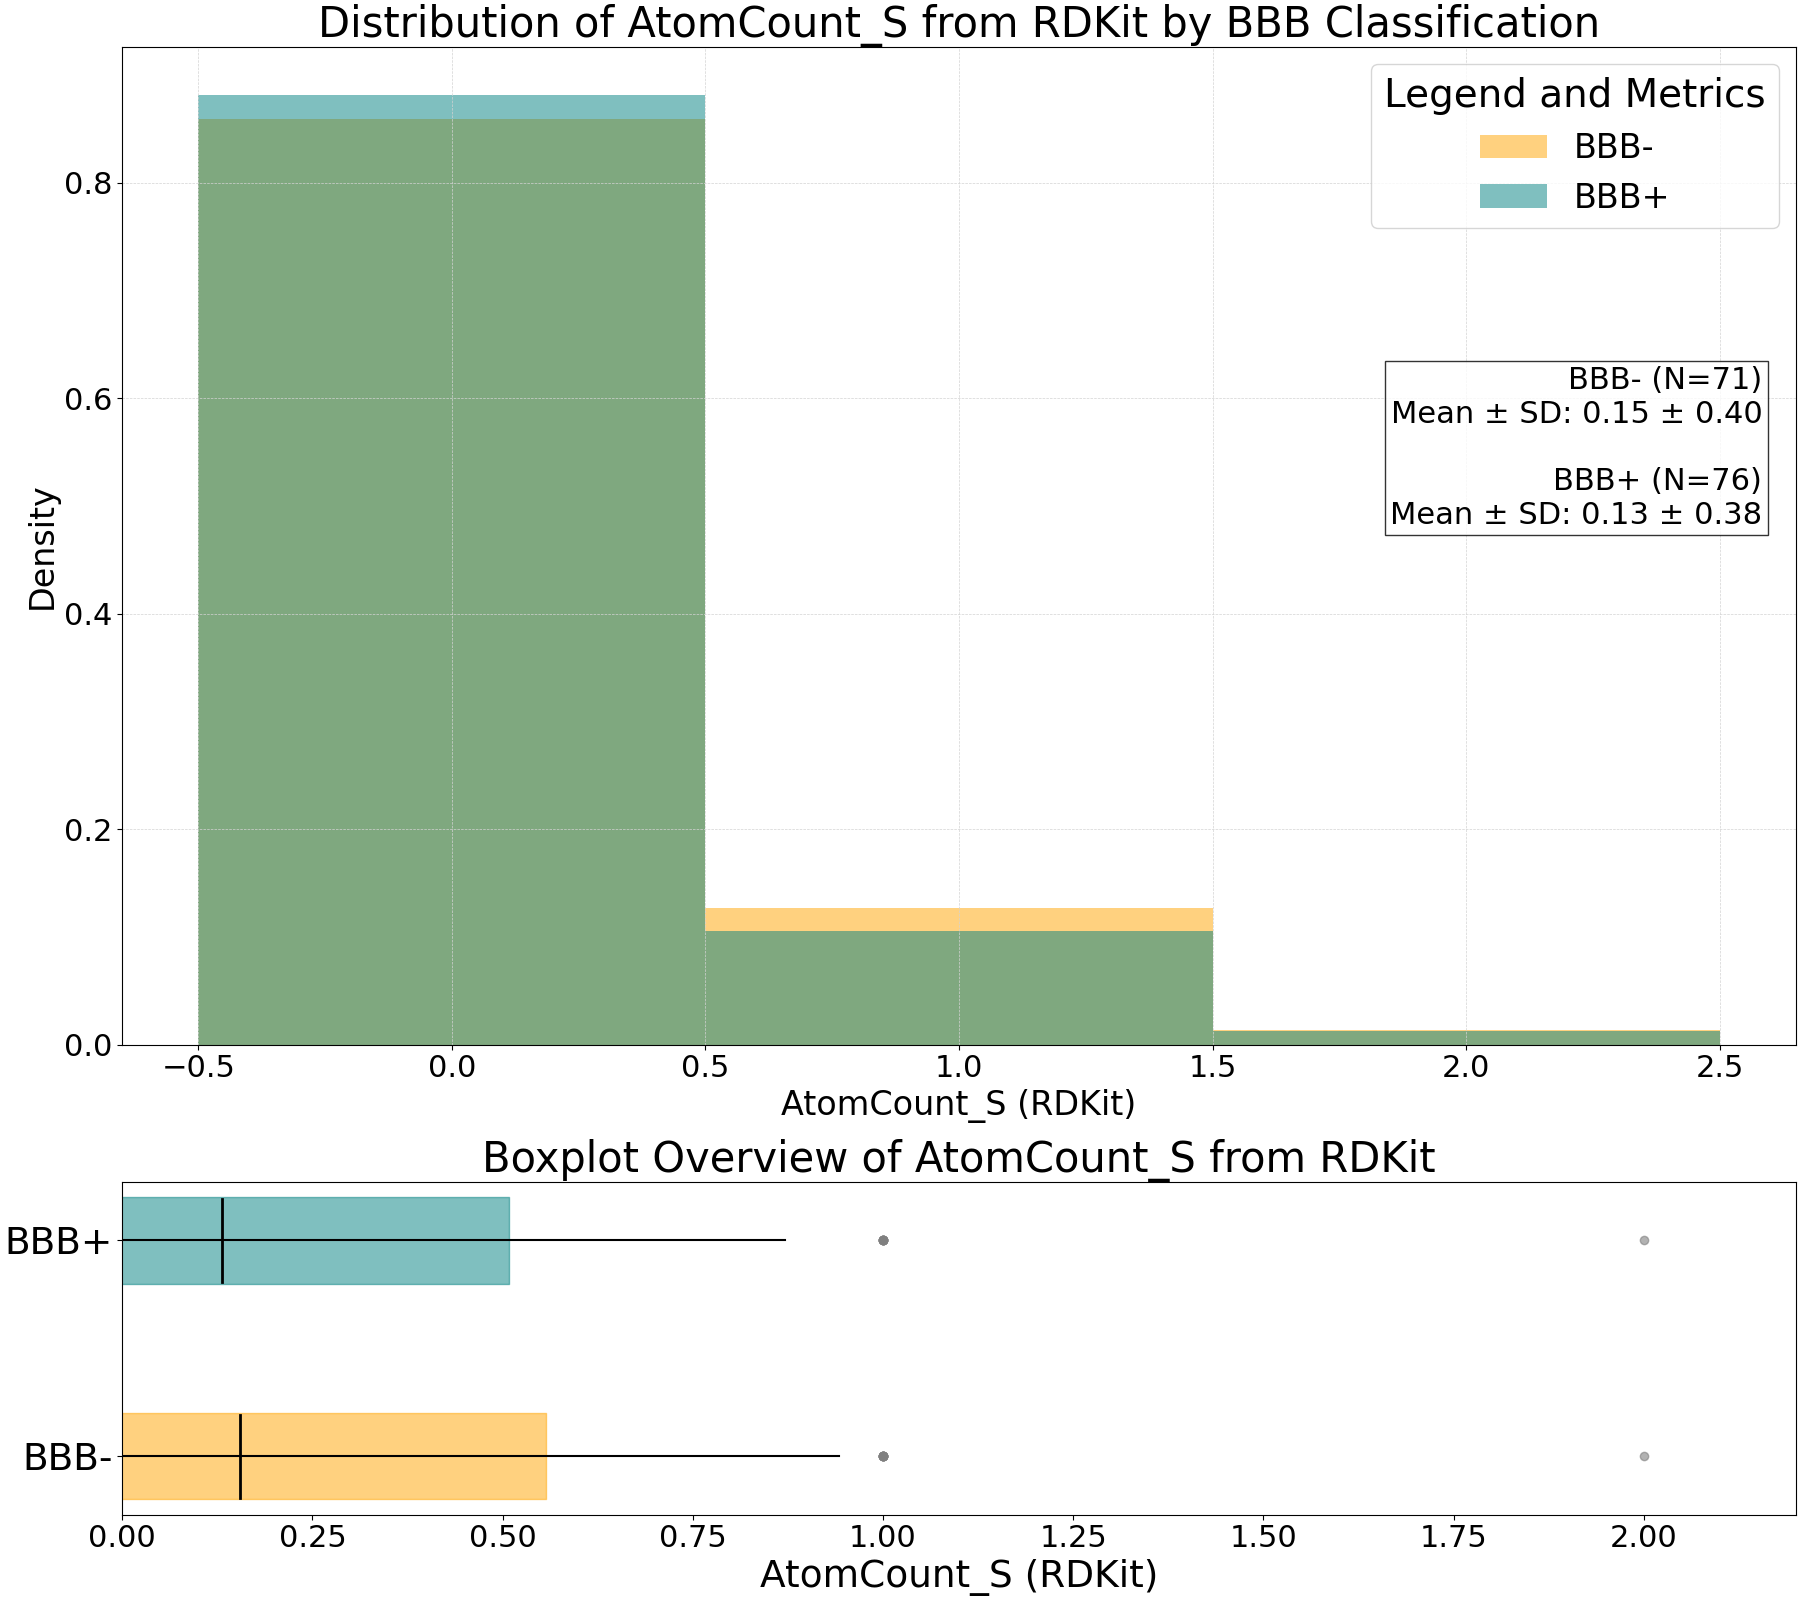 Distribution of AtomCount_S from RDKit by BBB Classification
Legend and Metrics
BBB-
BBB+
BBB- (N=71)
Mean ± SD: 0.15 ± 0.40
BBB+ (N=76)
Mean ± SD: 0.13 ± 0.38
Density
0.8
0.6
0.4
0.2
0.0
−0.5 0.0 0.5 1.0 1.5 2.0 2.5
AtomCount_S (RDKit)
Boxplot Overview of AtomCount_S from RDKit
BBB+
BBB-
0.00 0.25 0.50 0.75 1.00 1.25 1.50 1.75 2.00
AtomCount_S (RDKit)